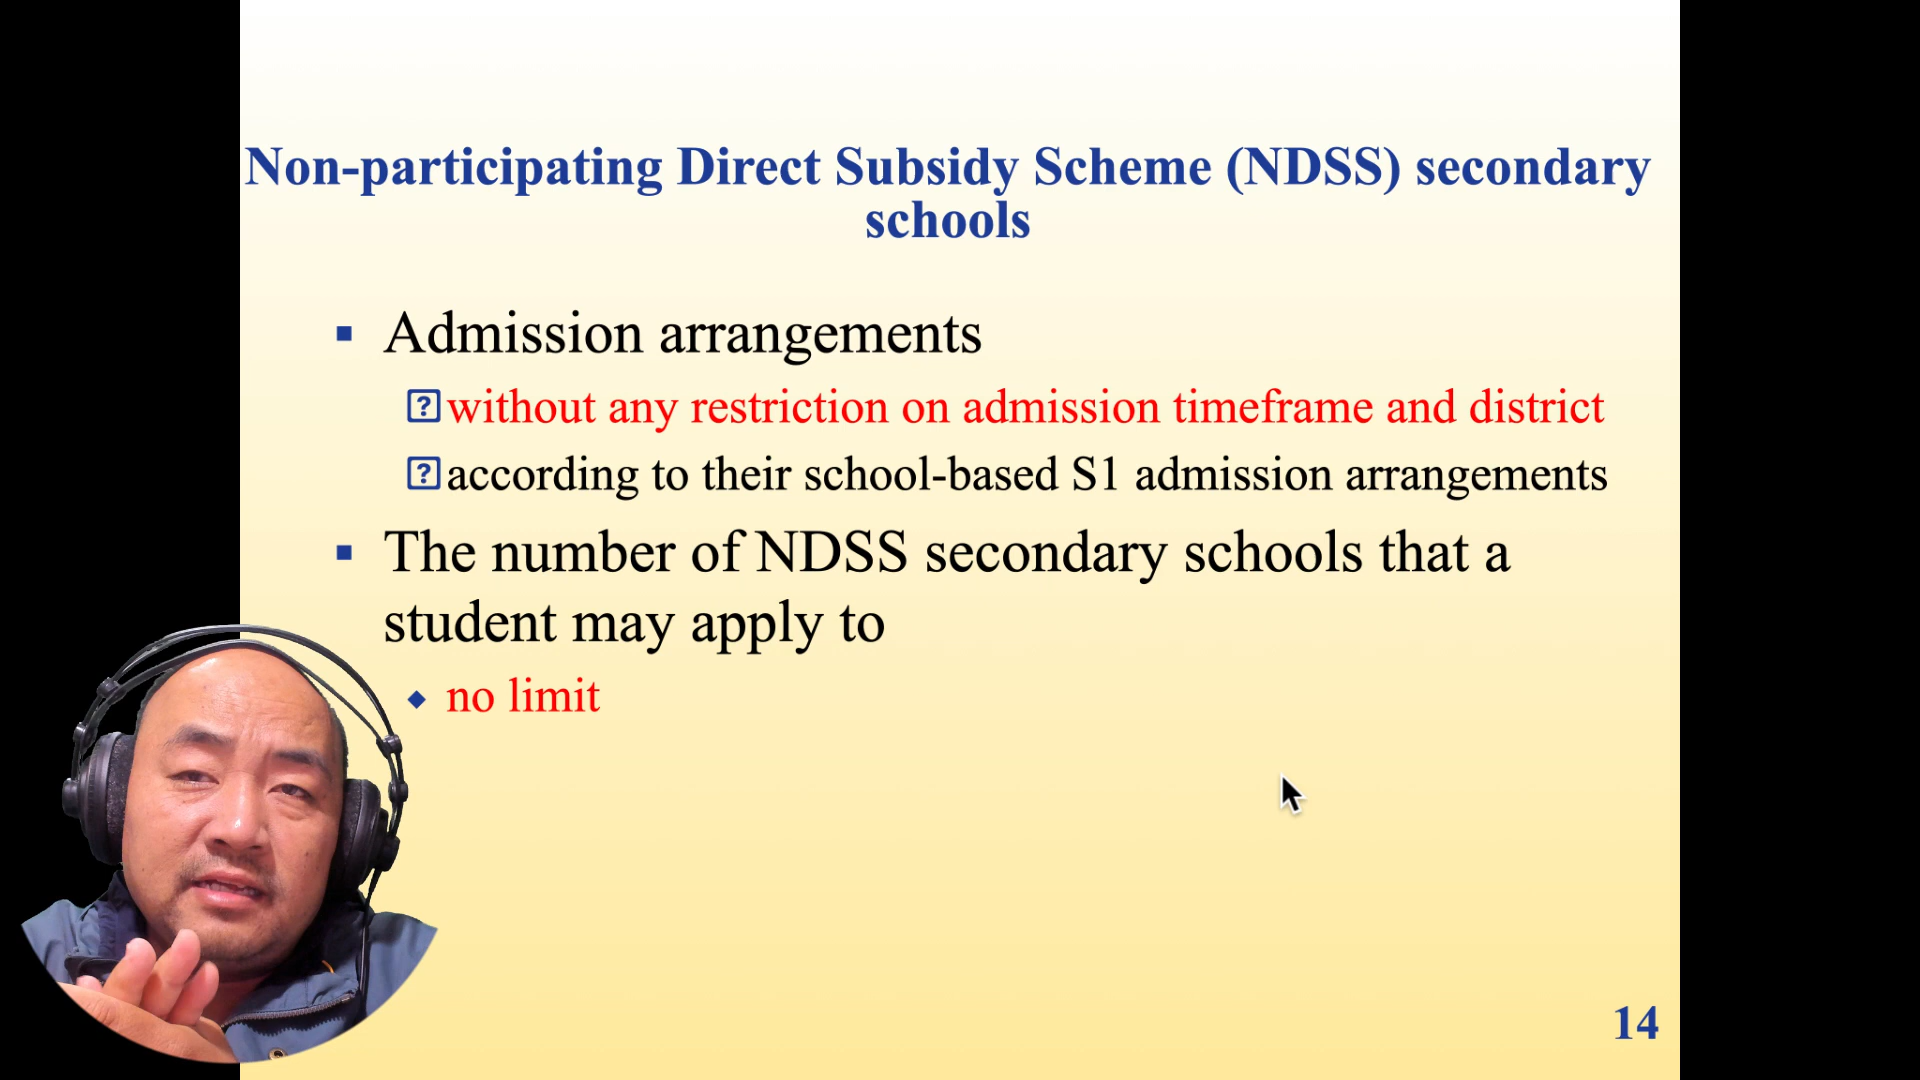 Non-participating Direct Subsidy Scheme (NDSS) secondary
schools
Admission arrangements
without any restriction on admission timeframe and district
according to their school-based S1 admission arrangements
The number of NDSS secondary schools that a
student may apply to
no limit
14